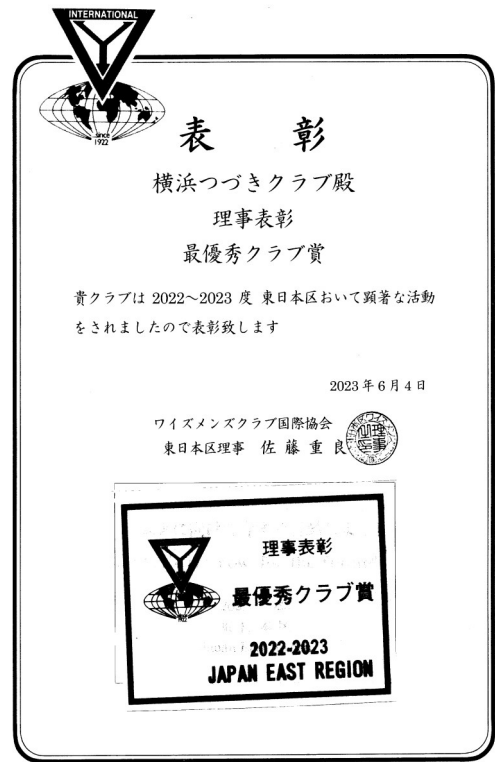 INTERNATIONAL
since
1922
表彰
横浜つづきクラブ殿
理事表彰
最優秀クラブ賞
貴クラブは 2022~2023 度 東日本区おいて顕著な活動
をされましたので表彰致します
2023年6月4日
ワイズメンズクラブ国際協会
東日本区理事 佐藤重良
理事表彰
最優秀クラブ賞
2022-2023
JAPAN EAST REGION